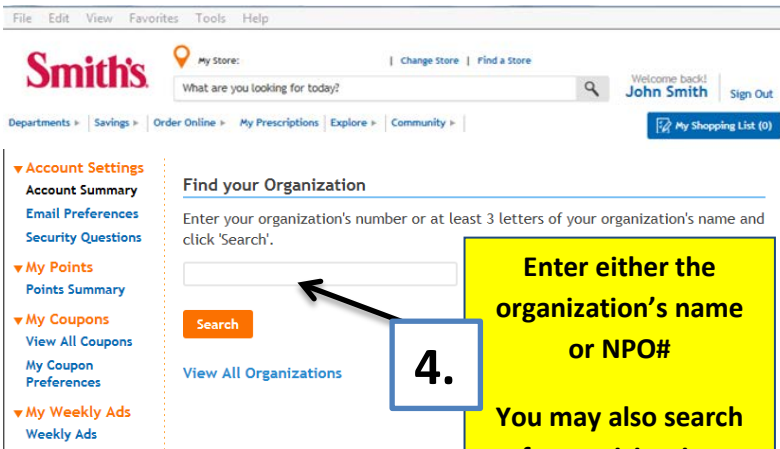 File Edit View Favorites Tools Help
Smith's
My Store: | Change Store | Find a Store
What are you looking for today?
Welcome back!
John Smith
Sign Out
Departments Savings Order Online My Prescriptions Explore Community
My Shopping List (0)
Account Settings
Account Summary
Email Preferences
Security Questions
My Points
Points Summary
My Coupons
View All Coupons
My Coupon
Preferences
My Weekly Ads
Weekly Ads
Find your Organization
Enter your organization's number or at least 3 letters of your organization's name and
click 'Search'.
Search
View All Organizations
4.
Enter either the
organization’s name
or NPO#
You may also search